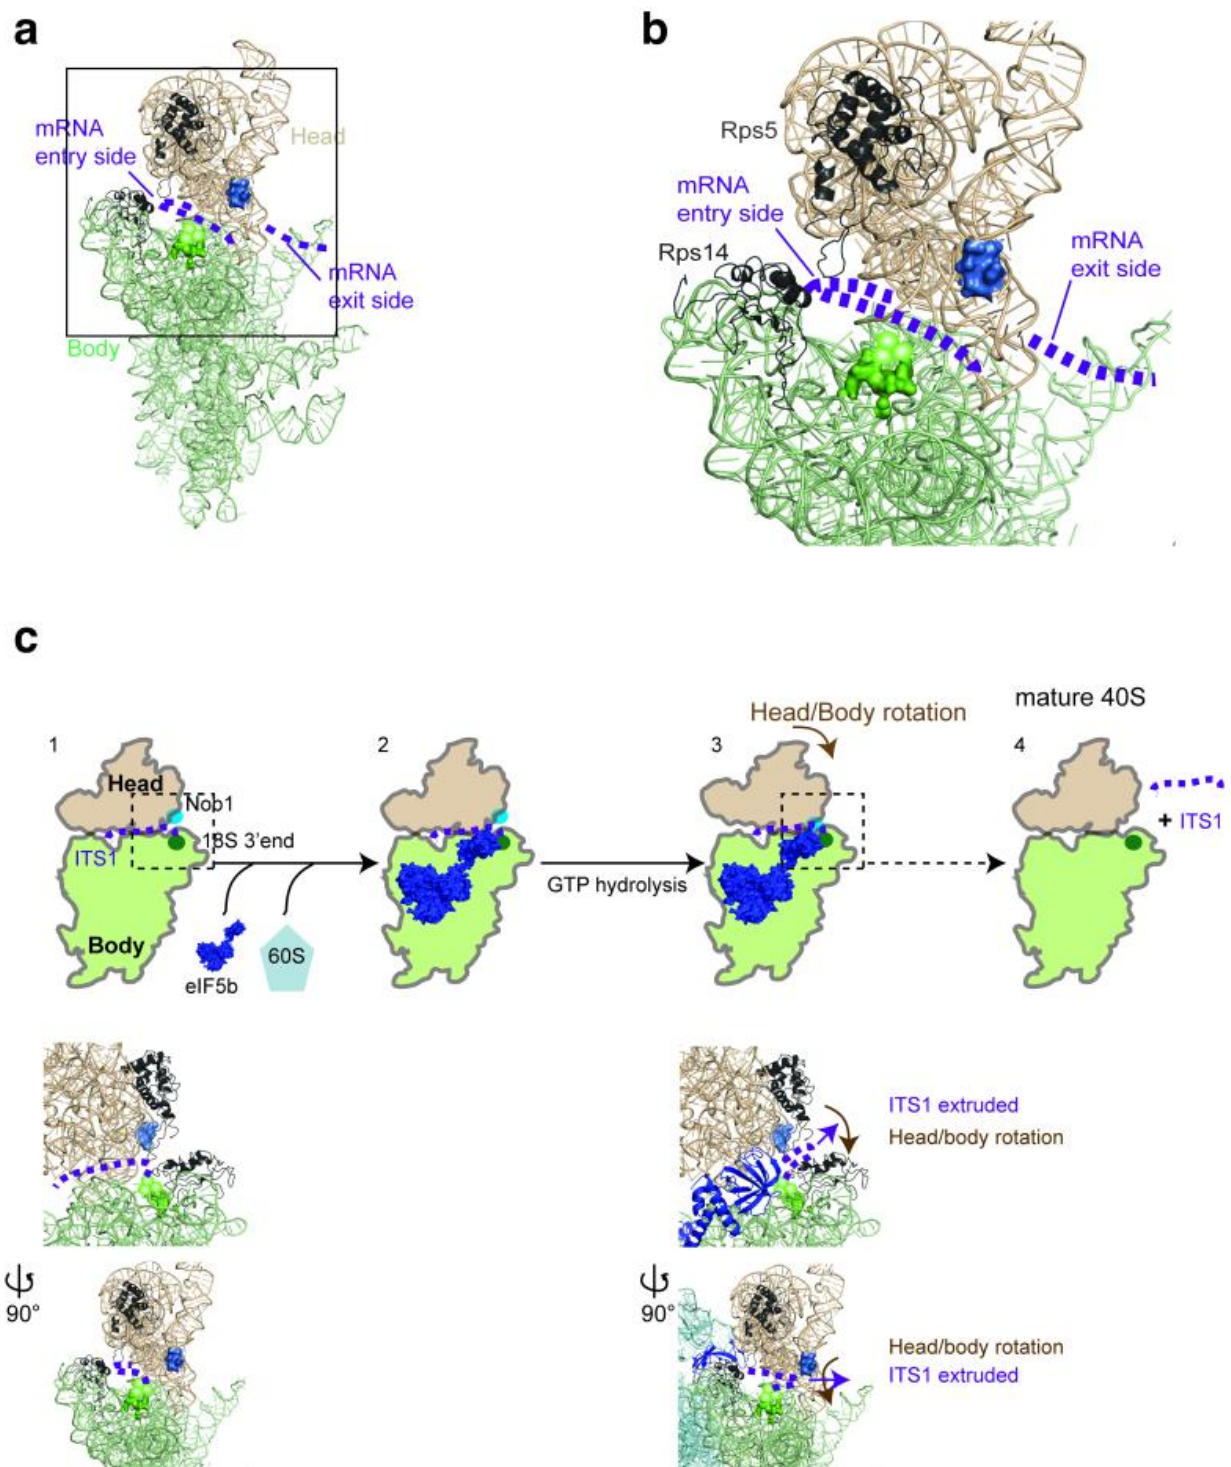 a
mRNA
entry side
Head
mRNA
exit side
Body
b
Rps5
mRNA
entry side
Rps14
mRNA
exit side
c
Head/Body rotation
mature 40S
1
2
3
4
Head
Nob1
ITS1
18S 3'end
+ ITS1
GTP hydrolysis
Body
60S
eIF5b
ITS1 extruded
Head/body rotation
90°
90°
Head/body rotation
ITS1 extruded